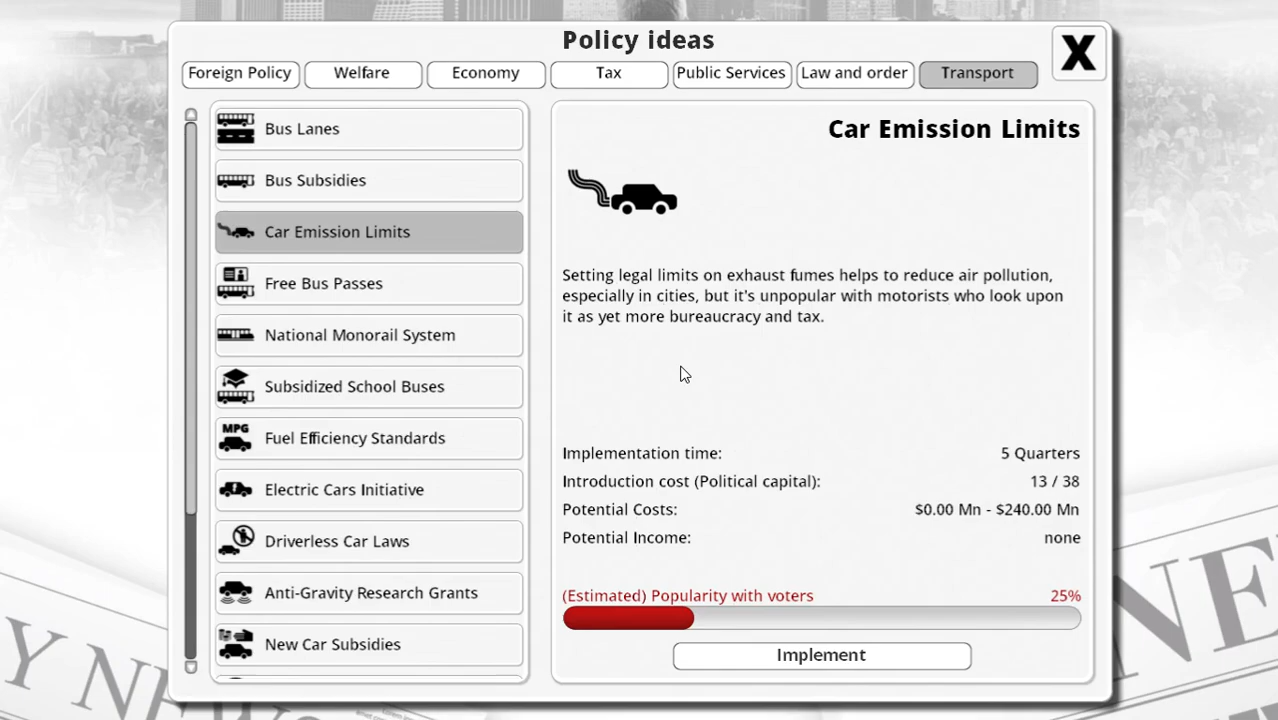 Policy ideas
X
Foreign Policy
Welfare
Economy
Tax
Public Services
Law and order
Transport
Bus Lanes
Bus Subsidies
Car Emission Limits
Free Bus Passes
National Monorail System
Subsidized School Buses
MPG
Fuel Efficiency Standards
Electric Cars Initiative
Driverless Car Laws
Anti-Gravity Research Grants
New Car Subsidies
Car Emission Limits
Setting legal limits on exhaust fumes helps to reduce air pollution,
especially in cities, but it's unpopular with motorists who look upon
it as yet more bureaucracy and tax.
Implementation time: 5 Quarters
Introduction cost (Political capital): 13 / 38
Potential Costs: $0.00 Mn - $240.00 Mn
Potential Income: none
(Estimated) Popularity with voters 25%
Implement